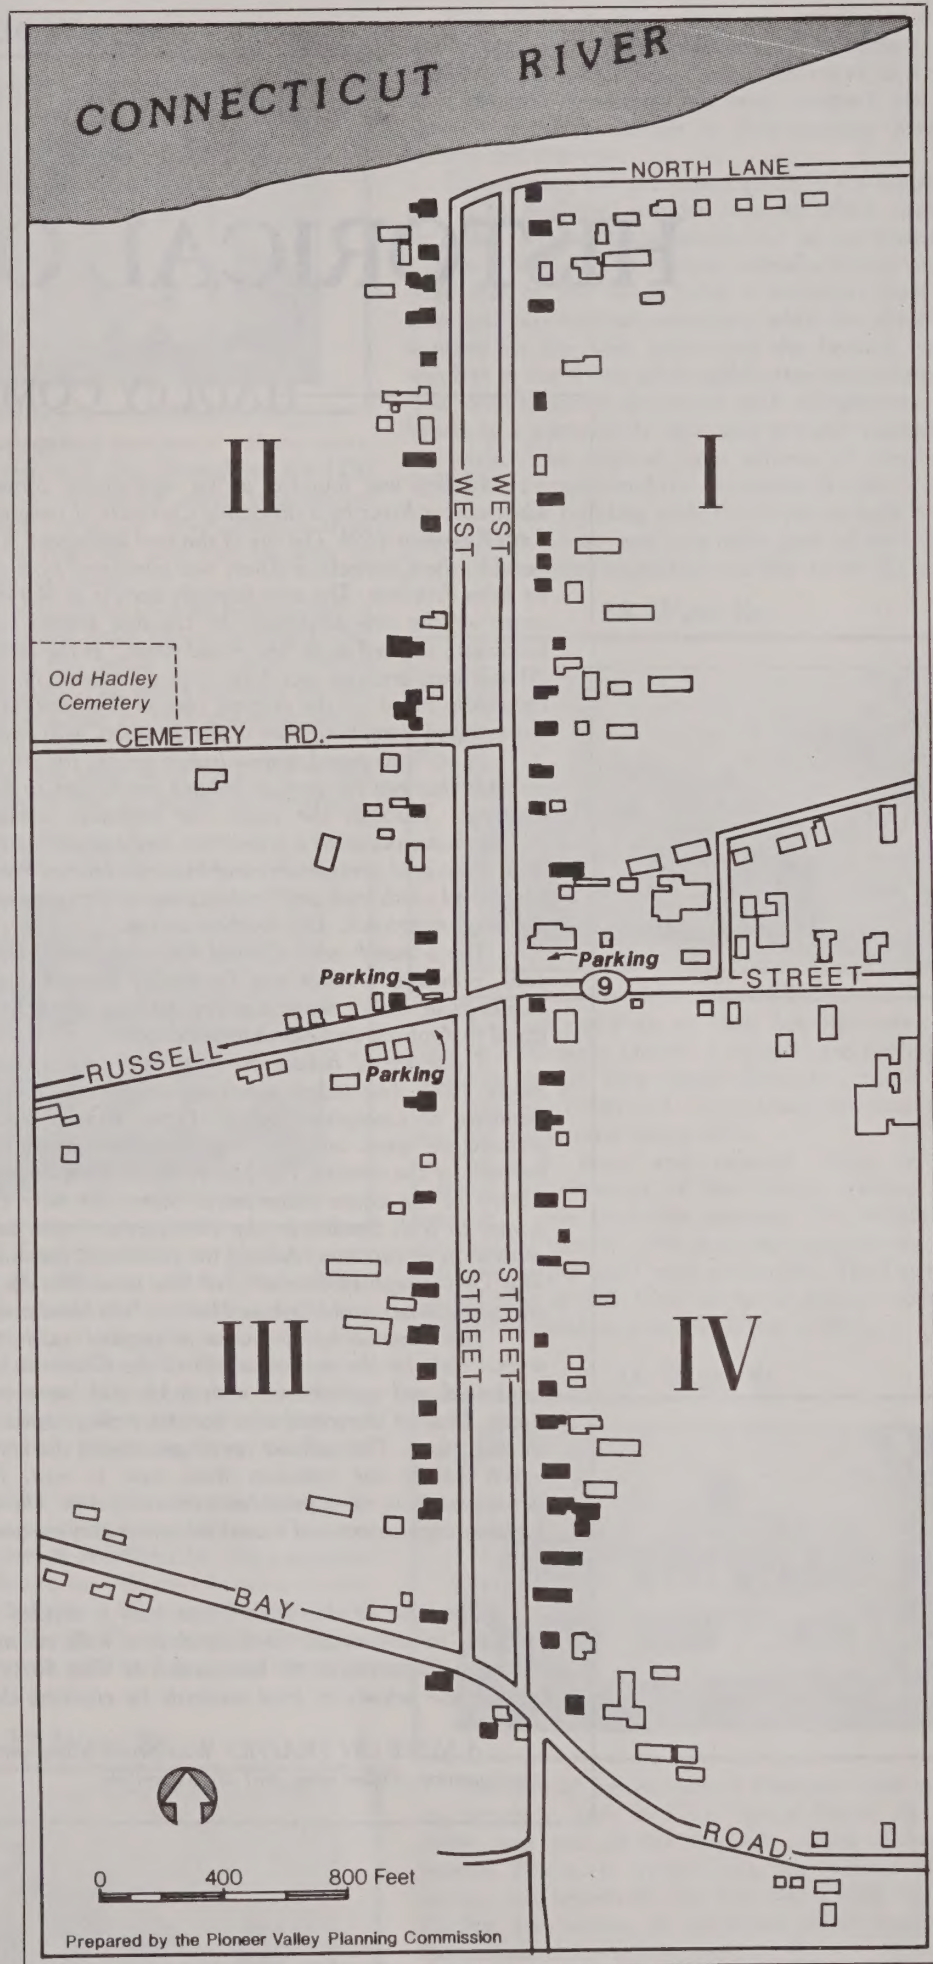 CONNECTICUT RIVER
NORTH LANE
II
I
WEST
WEST
Old Hadley
Cemetery
CEMETERY RD.
Parking
Parking
9
STREET
RUSSELL
Parking
STREET
STREET
III
IV
BAY
ROAD
0 400 800 Feet
Prepared by the Pioneer Valley Planning Commission